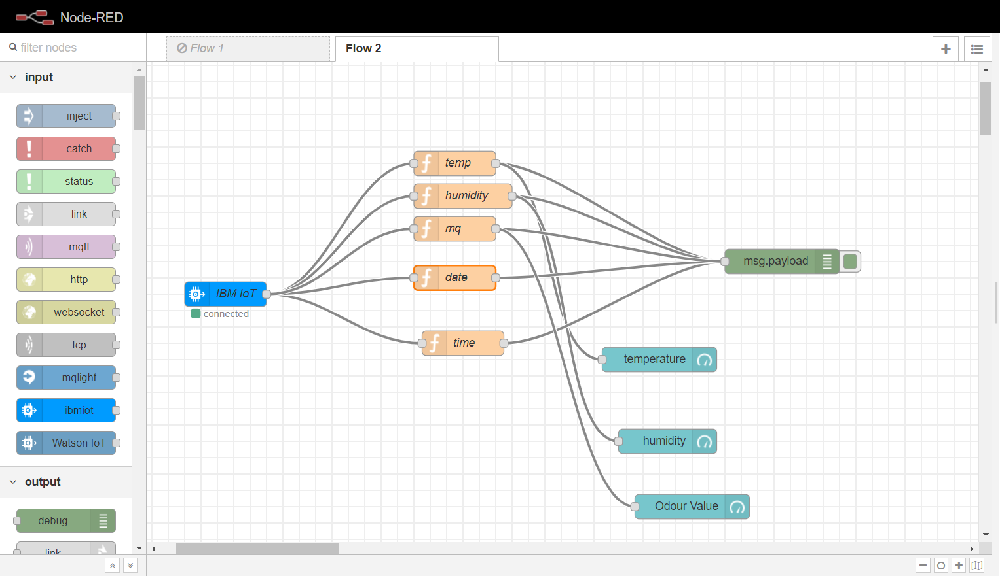 Node-RED
filter nodes
Flow 1
Flow 2
input
inject
catch
status
link
mqtt
http
websocket
tcp
mqlight
ibmiot
Watson IoT
output
debug
link
temp
humidity
mq
date
time
IBM IoT
connected
msg.payload
temperature
humidity
Odour Value